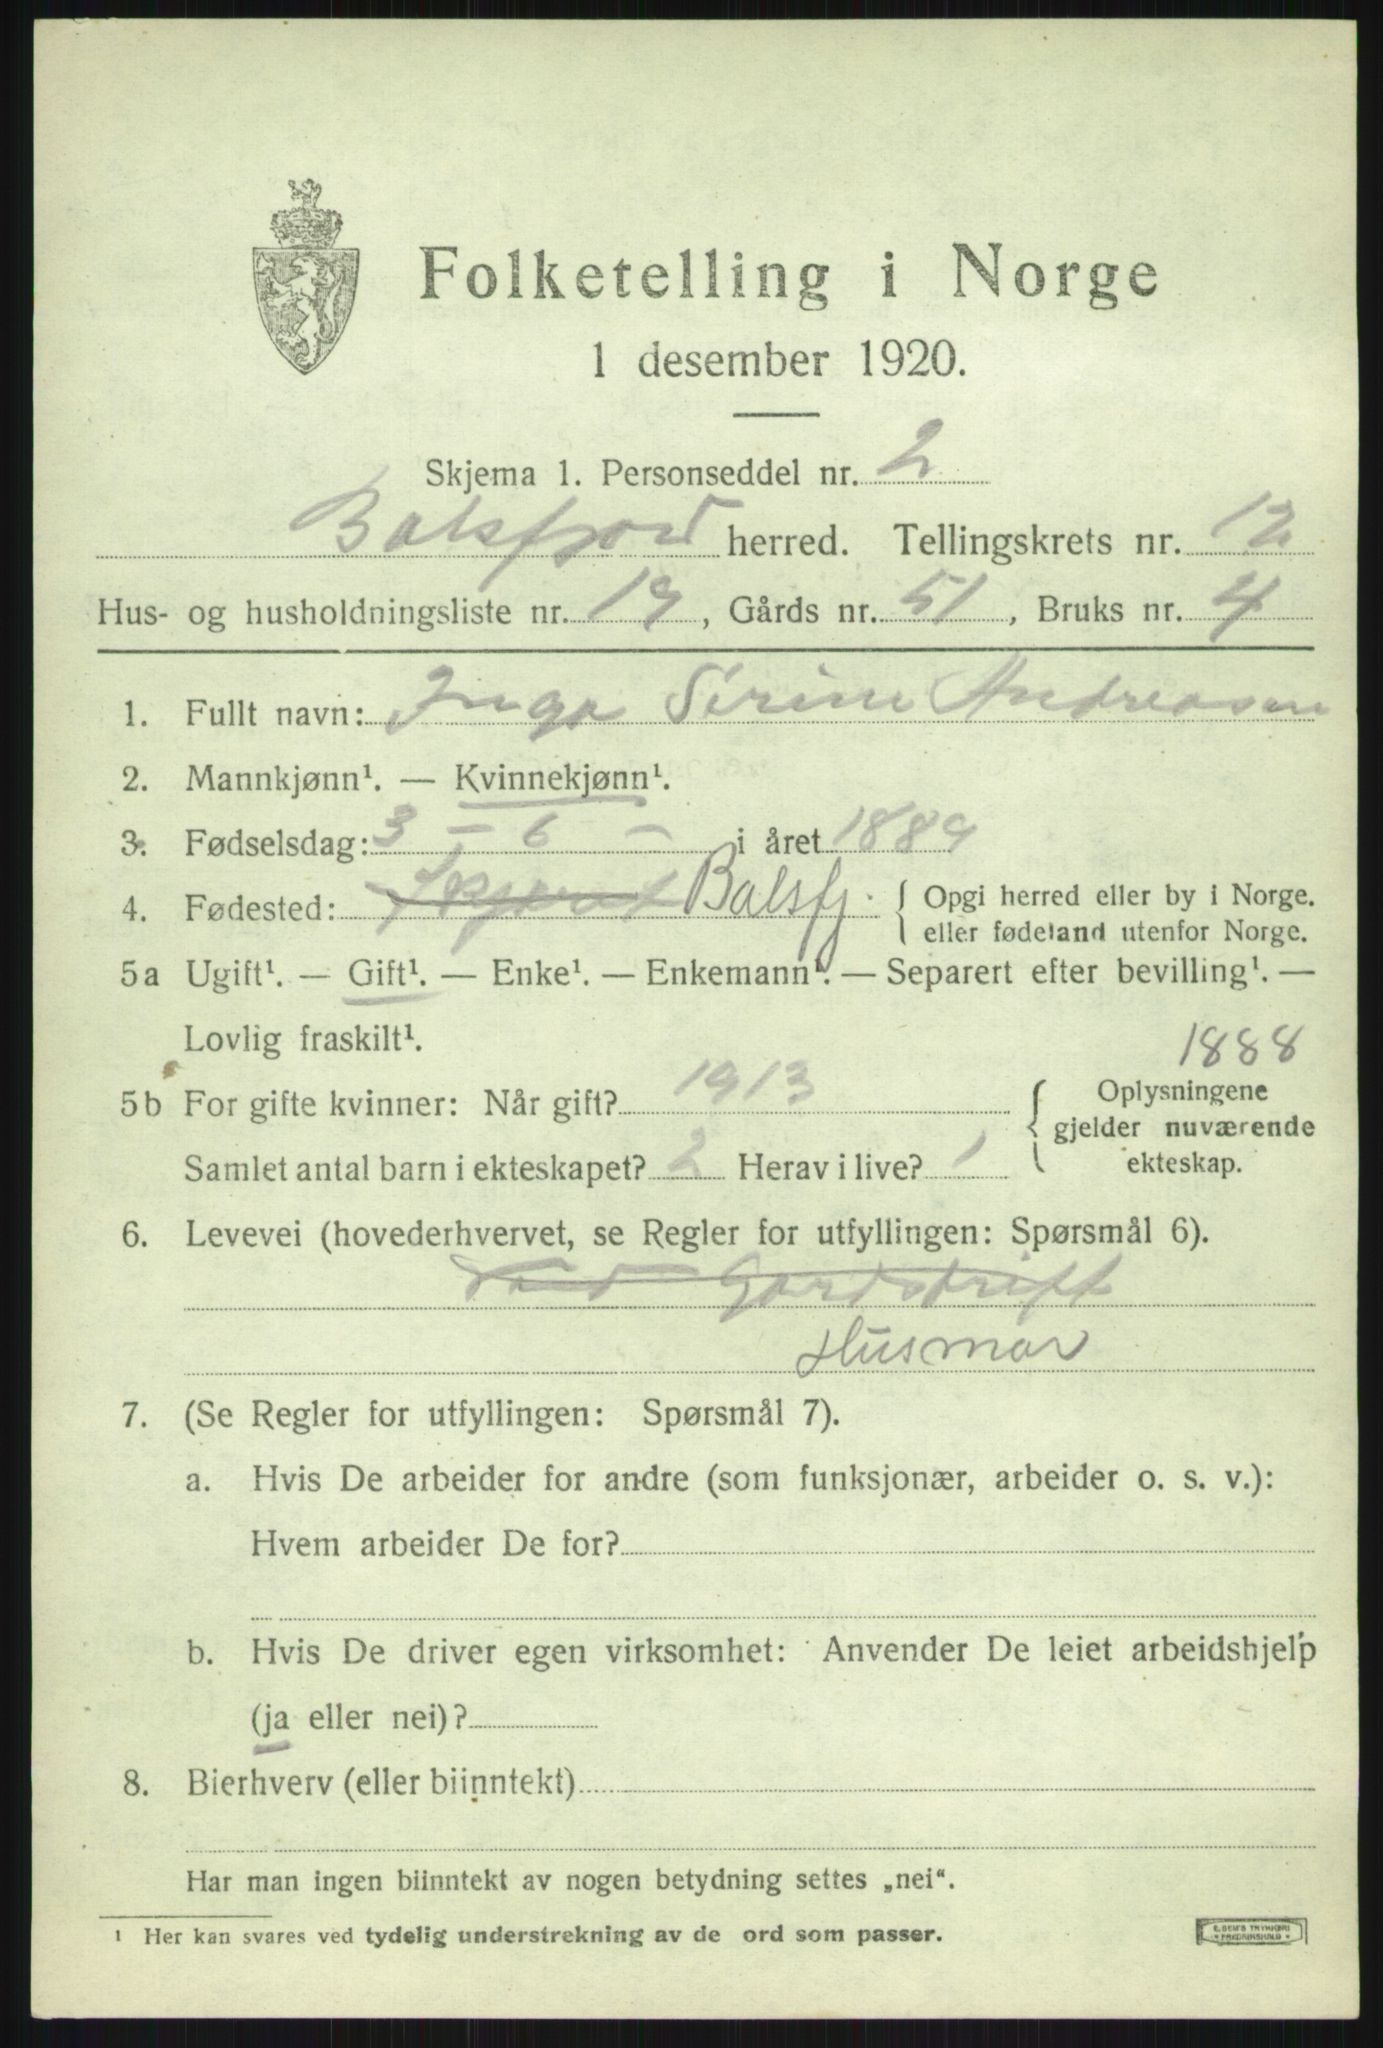 Folketelling i Norge
1 desember 1920.
Skjema 1. Personseddel nr. 2
Balsfjord herred. Tellingskrets nr. 12
Hus- og husholdningsliste nr. 19, Gårds nr. 51, Bruks nr. 4
1. Fullt navn: Inga Serine Andreasen
2. Mannkjønn¹. — Kvinnekjønn¹.
3. Fødselsdag: 3 – 6 – i året 1889
4. Fødested: Balsfj. Opgi herred eller by i Norge.
eller fødeland utenfor Norge.
5a Ugift¹. — Gift¹. — Enke¹. — Enkemann¹. — Separert efter bevilling¹. —
Lovlig fraskilt¹.
1888
5b For gifte kvinner: Når gift? 1913 Oplysningene
gjelder nuværende
Samlet antal barn i ekteskapet? 2 Herav i live? 1 ekteskap.
6. Levevei (hovederhvervet, se Regler for utfyllingen: Spørsmål 6).
Gardsdrift
Husmor
7. (Se Regler for utfyllingen: Spørsmål 7).
a. Hvis De arbeider for andre (som funksjonær, arbeider o. s. v.):
Hvem arbeider De for?
b. Hvis De driver egen virksomhet: Anvender De leiet arbeidshjelp
(ja eller nei)?
8. Bierhverv (eller biinntekt)
Har man ingen biinntekt av nogen betydning settes „nei“.
¹ Her kan svares ved tydelig understrekning av de ord som passer.